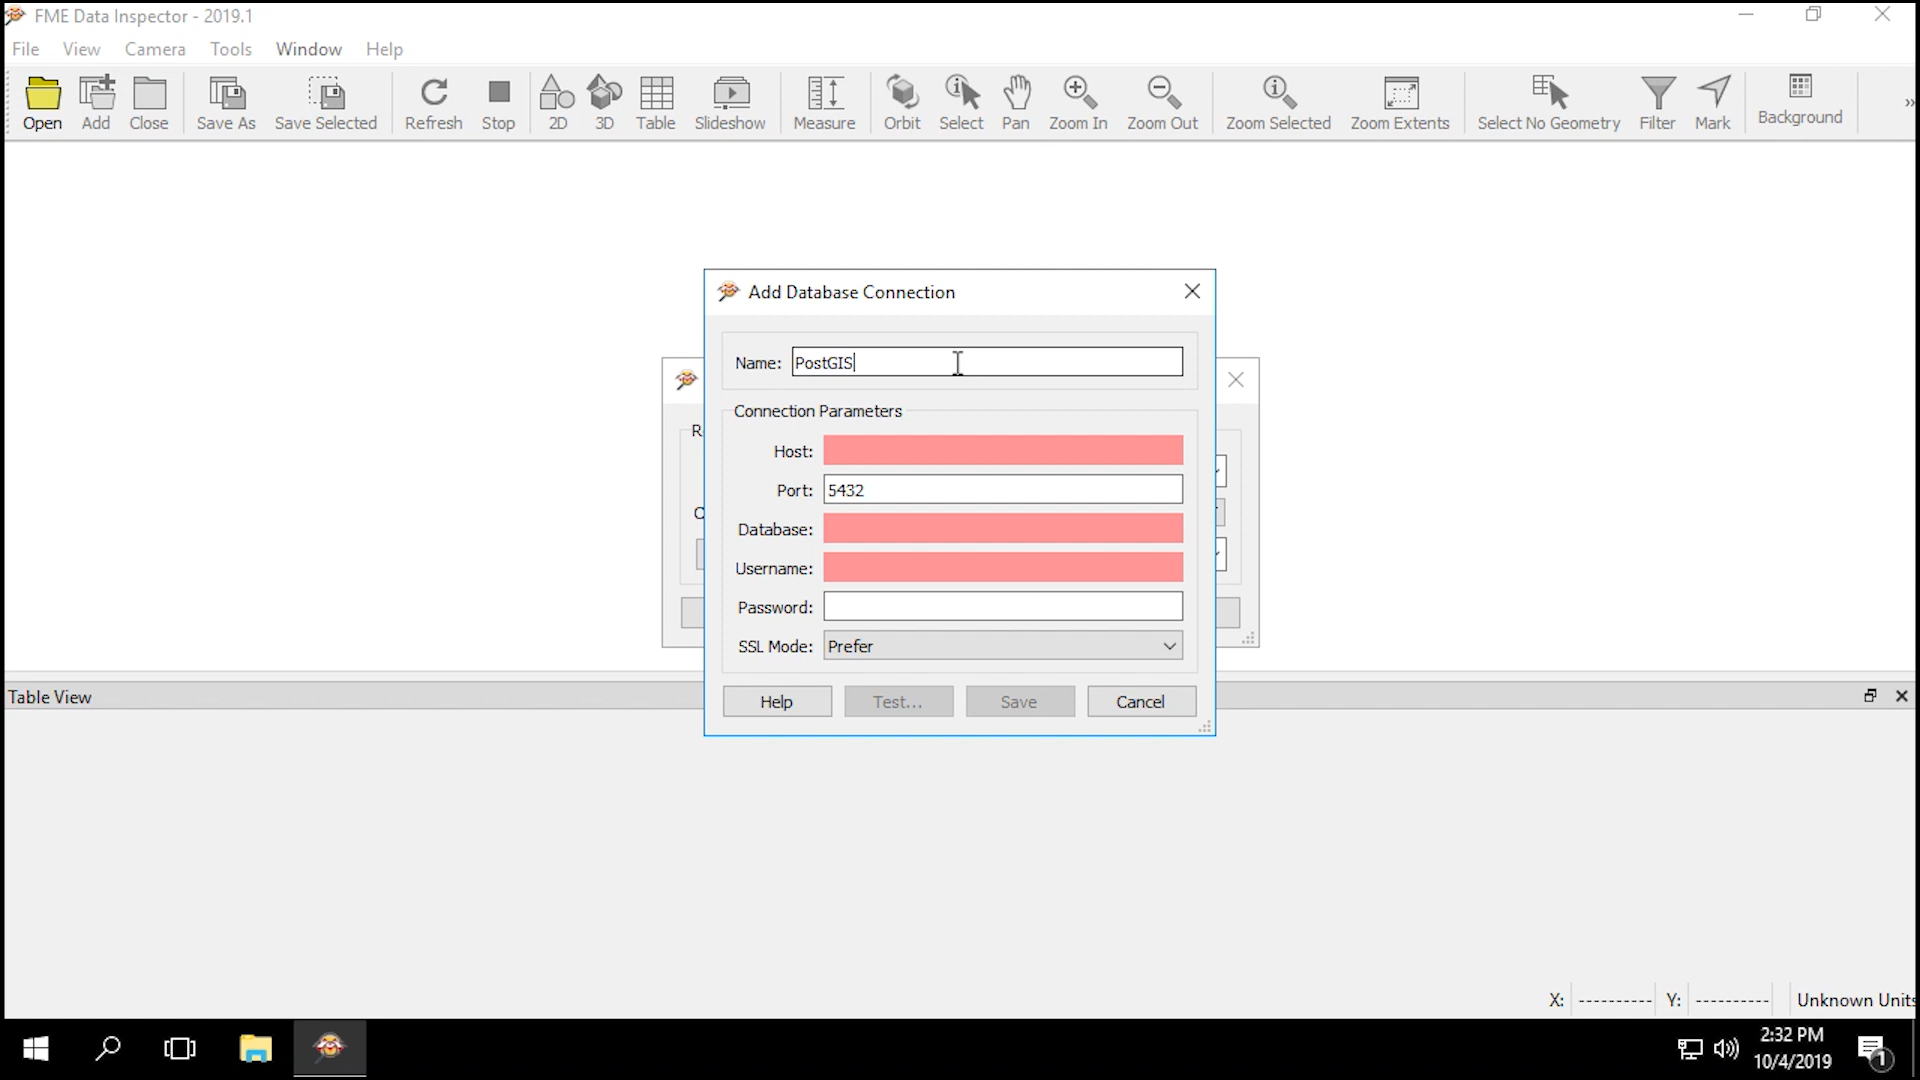 FME Data Inspector - 2019.1
File View Camera Tools Window Help
Open Add Close Save As Save Selected Refresh Stop 2D 3D Table Slideshow Measure Orbit Select Pan Zoom In Zoom Out Zoom Selected Zoom Extents Select No Geometry Filter Mark Background »
Add Database Connection
Name: PostGIS
Connection Parameters
Host:
Port: 5432
Database:
Username:
Password:
SSL Mode: Prefer
Help Test... Save Cancel
Table View
X: ---------- Y: ---------- Unknown Units
2:32 PM
10/4/2019
1